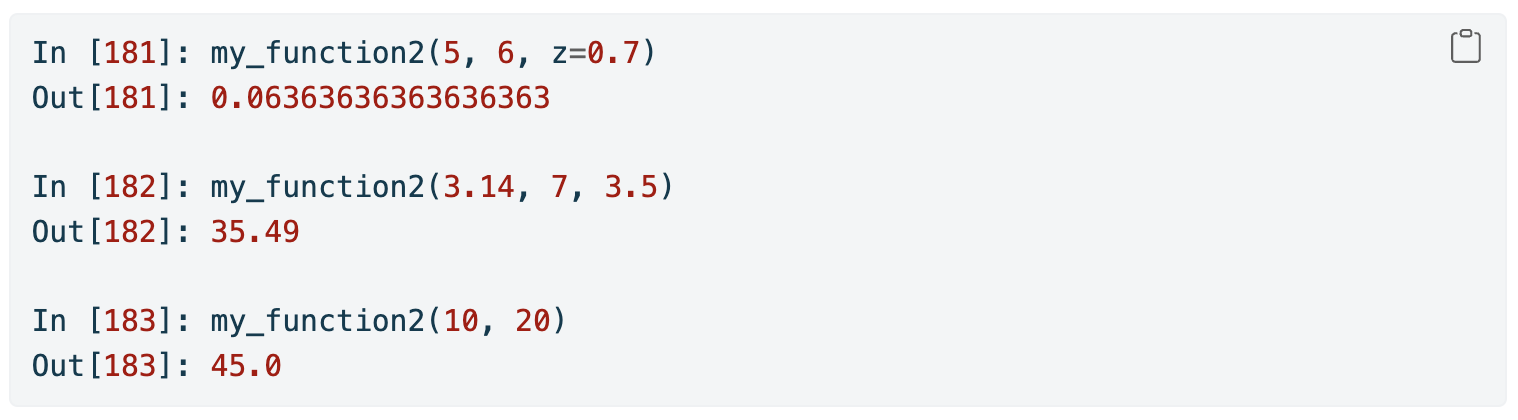 In [181]: my_function2(5, 6, z=0.7)
Out[181]: 0.06363636363636363
In [182]: my_function2(3.14, 7, 3.5)
Out[182]: 35.49
In [183]: my_function2(10, 20)
Out[183]: 45.0